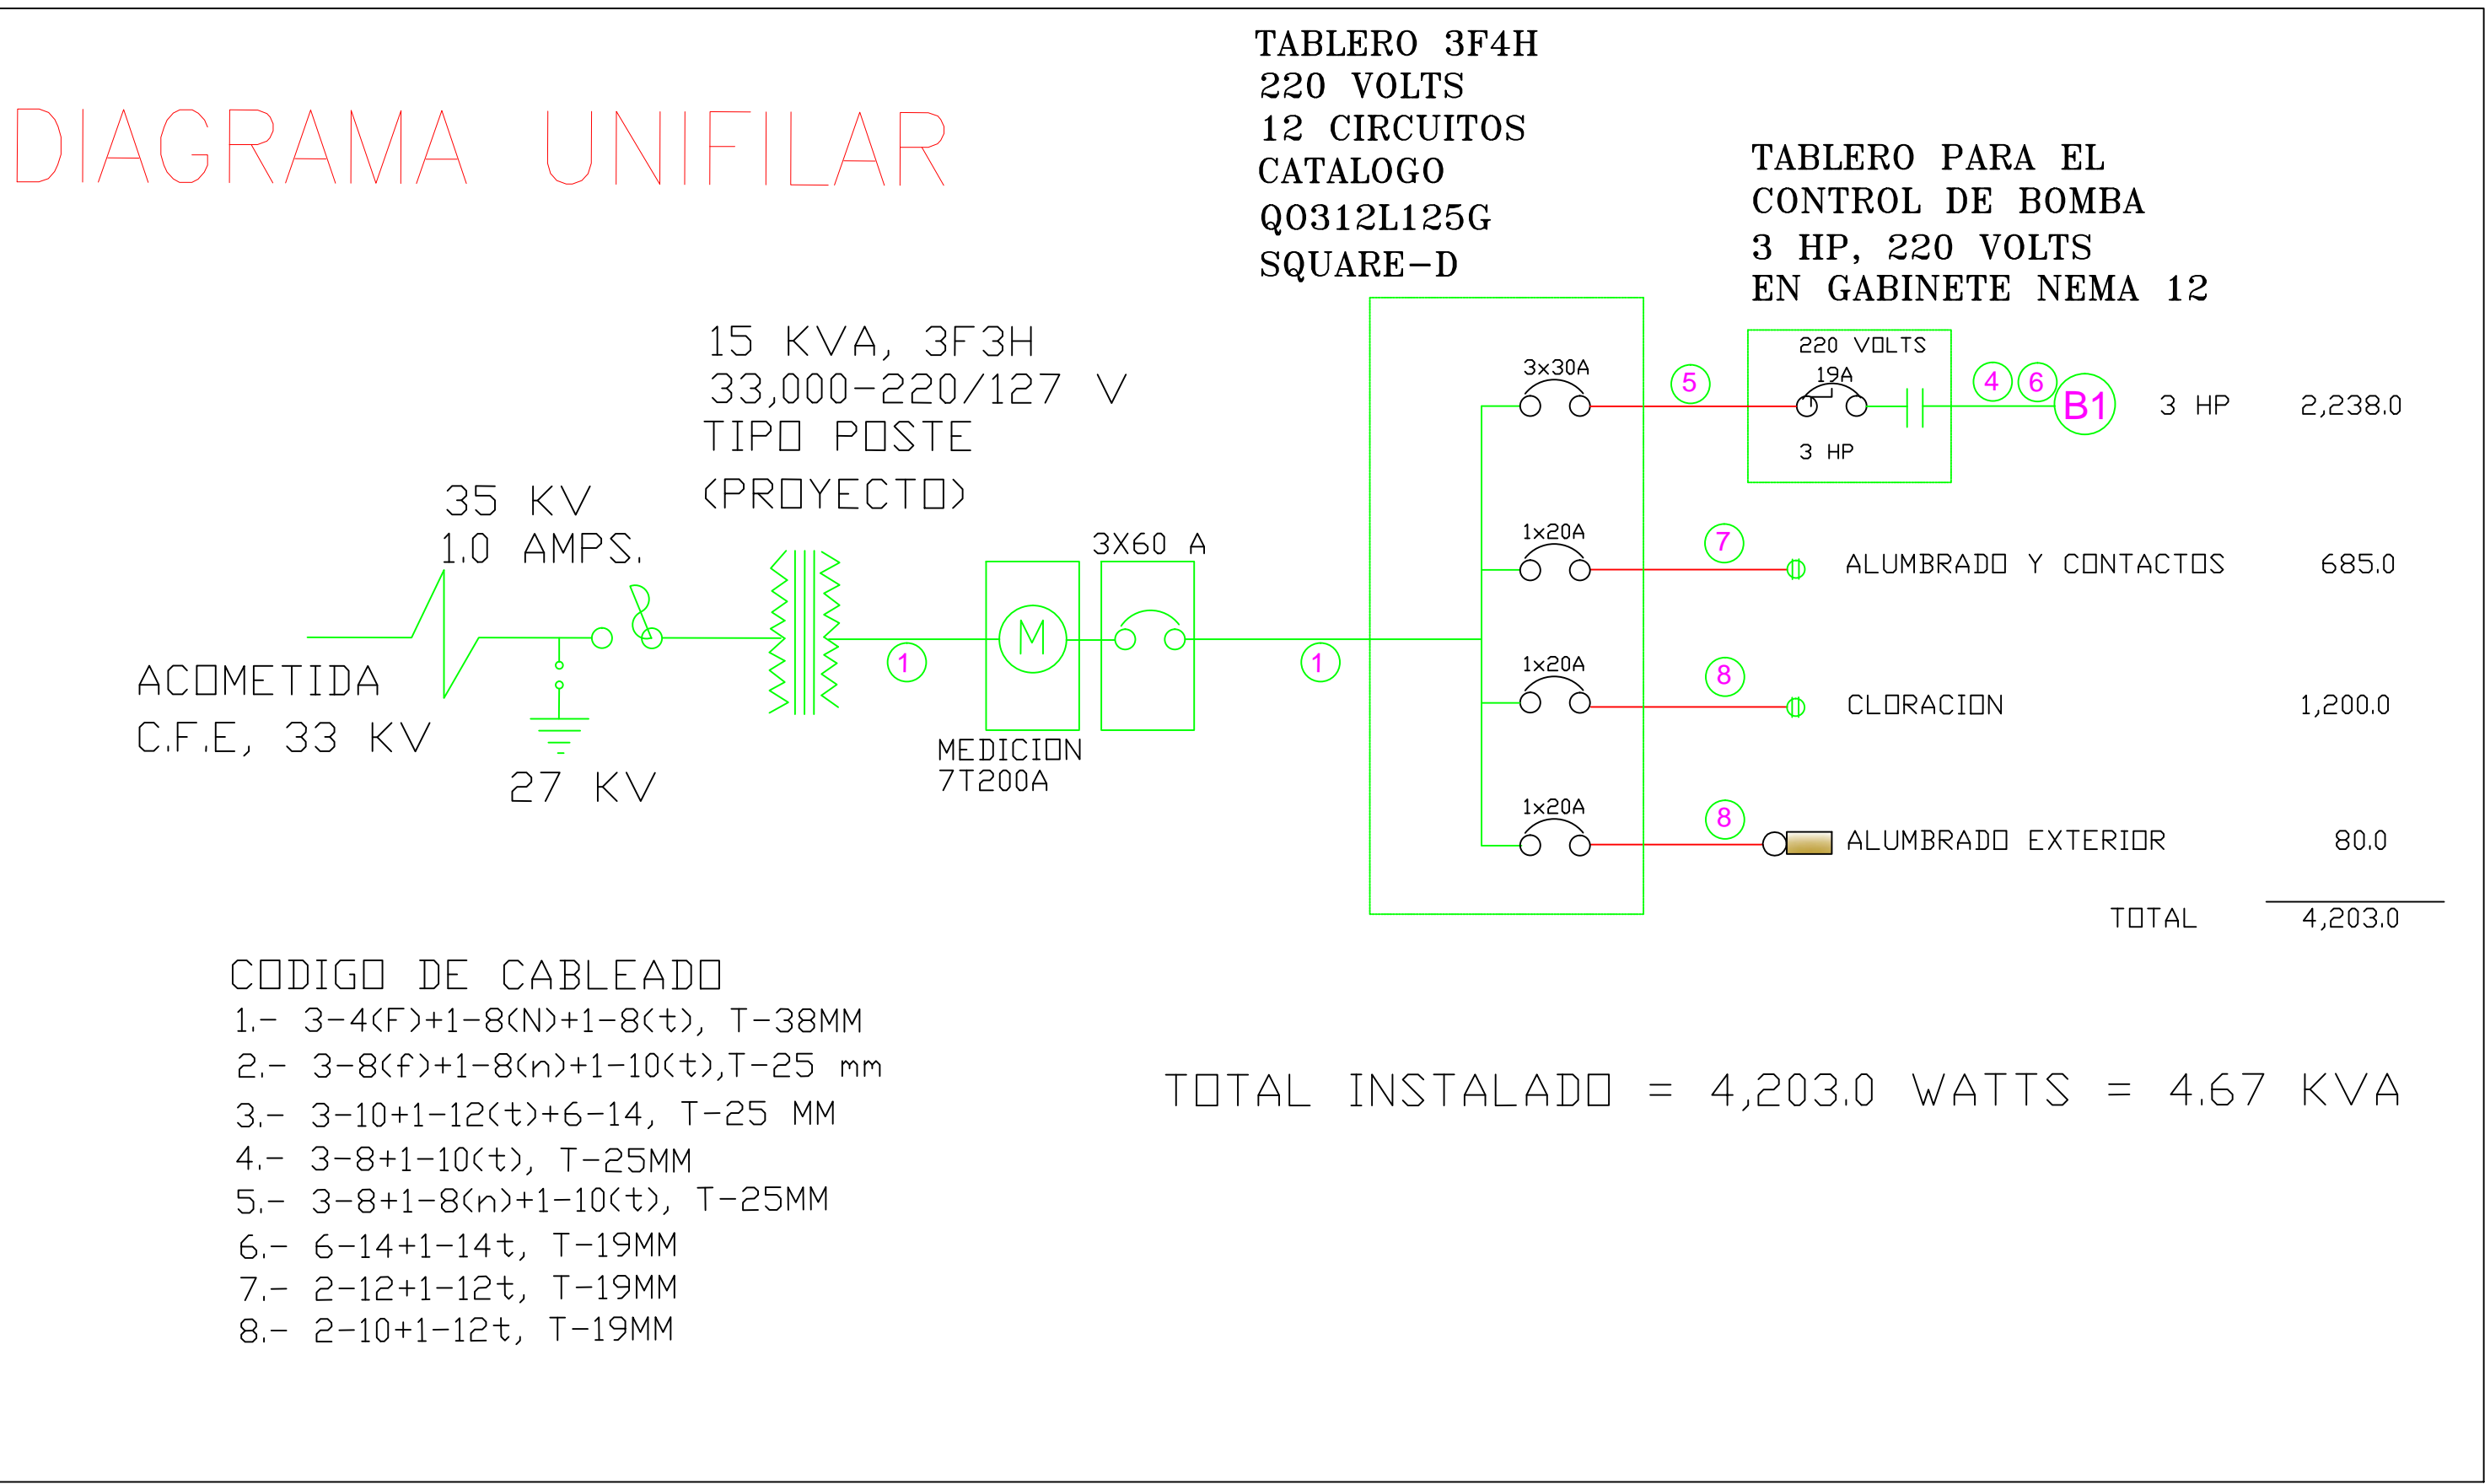 DIAGRAMA UNIFILAR
TABLERO 3F4H
220 VOLTS
12 CIRCUITOS
CATALOGO
QO312L125G
SQUARE-D
TABLERO PARA EL
CONTROL DE BOMBA
3 HP, 220 VOLTS
EN GABINETE NEMA 12
15 KVA, 3F3H
33,000-220/127 V
TIPO POSTE
(PROYECTO)
35 KV
1.0 AMPS.
ACOMETIDA
C.F.E, 33 KV
27 KV
1
M
MEDICION
7T200A
3X60 A
1
3x30A
5
220 VOLTS
19A
3 HP
4
6
B1
3 HP
2,238.0
1x20A
7
ALUMBRADO Y CONTACTOS
685.0
1x20A
8
CLORACION
1,200.0
1x20A
8
ALUMBRADO EXTERIOR
80.0
TOTAL
4,203.0
CODIGO DE CABLEADO
1.- 3-4(F)+1-8(N)+1-8(t), T-38MM
2.- 3-8(f)+1-8(n)+1-10(t),T-25 mm
3.- 3-10+1-12(t)+6-14, T-25 MM
4.- 3-8+1-10(t), T-25MM
5.- 3-8+1-8(n)+1-10(t), T-25MM
6.- 6-14+1-14t, T-19MM
7.- 2-12+1-12t, T-19MM
8.- 2-10+1-12t, T-19MM
TOTAL INSTALADO = 4,203.0 WATTS = 4.67 KVA